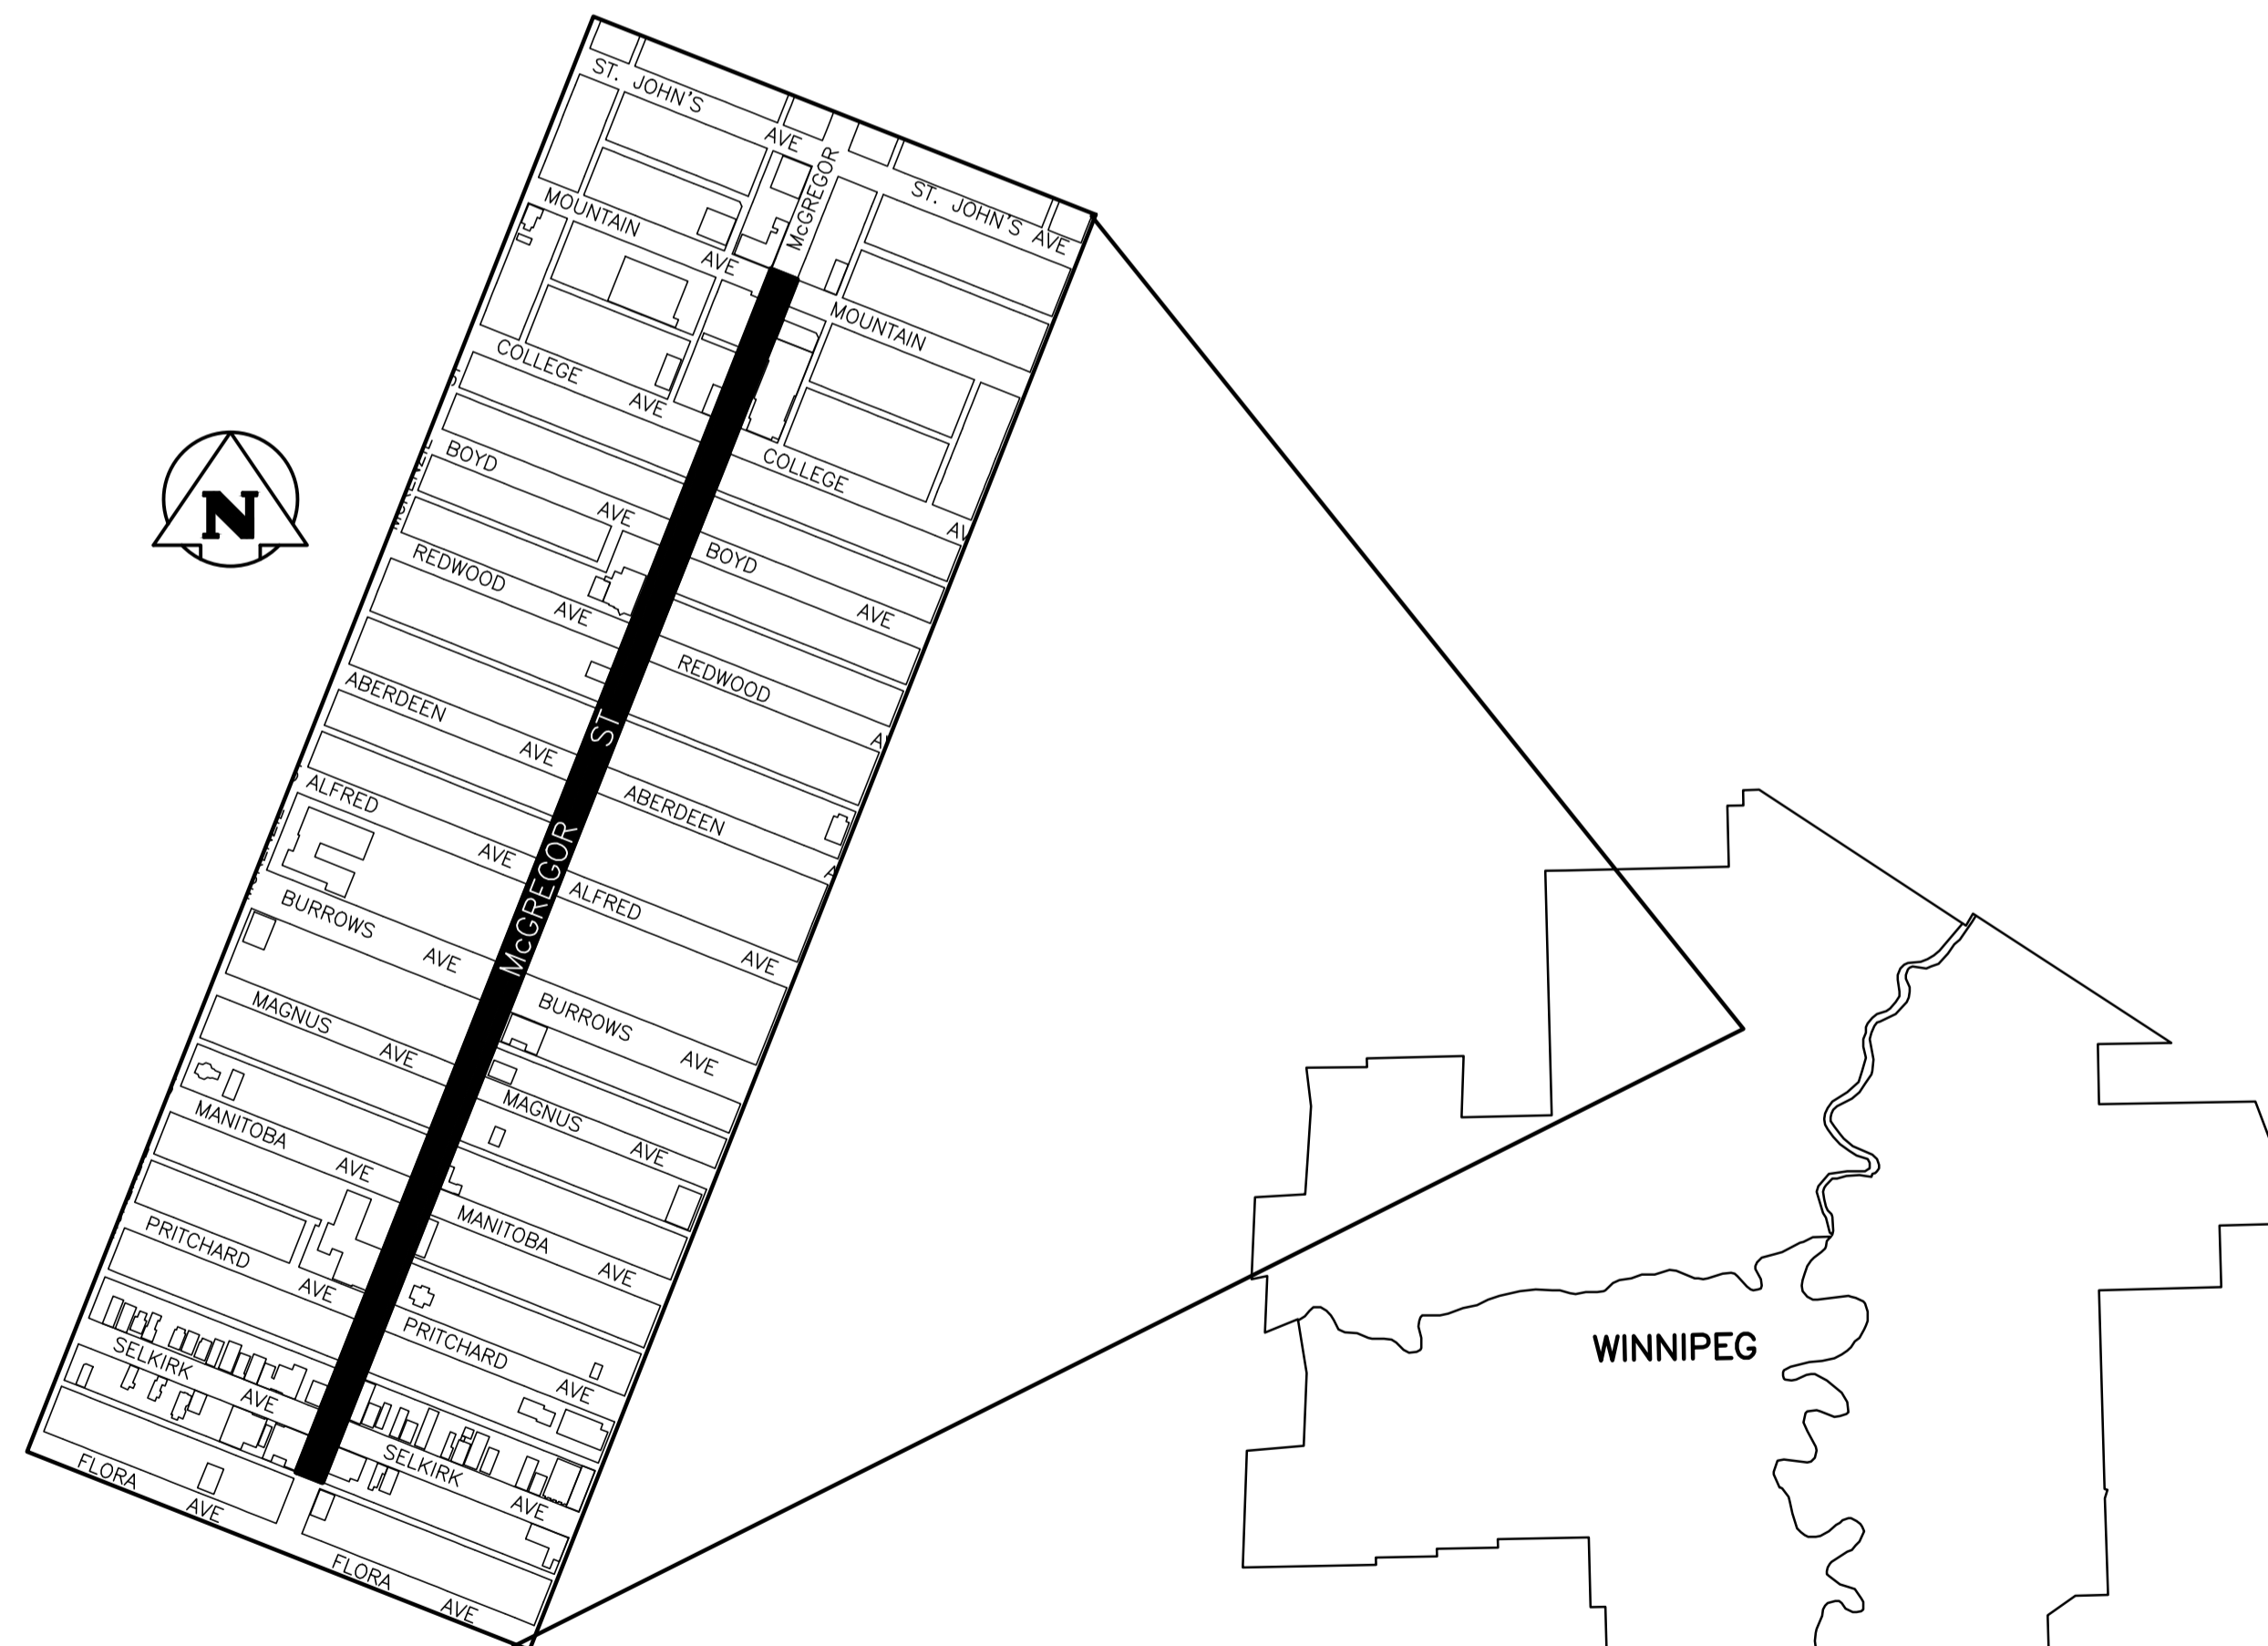 ST. JOHN'S AVE
McGREGOR
ST. JOHN'S AVE
MOUNTAIN AVE
MOUNTAIN
COLLEGE AVE
COLLEGE
BOYD AVE
BOYD AVE
N
REDWOOD AVE
REDWOOD
ABERDEEN AVE
ABERDEEN
McGREGOR ST
ALFRED AVE
ALFRED AVE
BURROWS AVE
BURROWS AVE
MAGNUS AVE
MAGNUS AVE
MANITOBA AVE
MANITOBA AVE
PRITCHARD AVE
PRITCHARD AVE
SELKIRK AVE
SELKIRK AVE
FLORA AVE
FLORA AVE
WINNIPEG